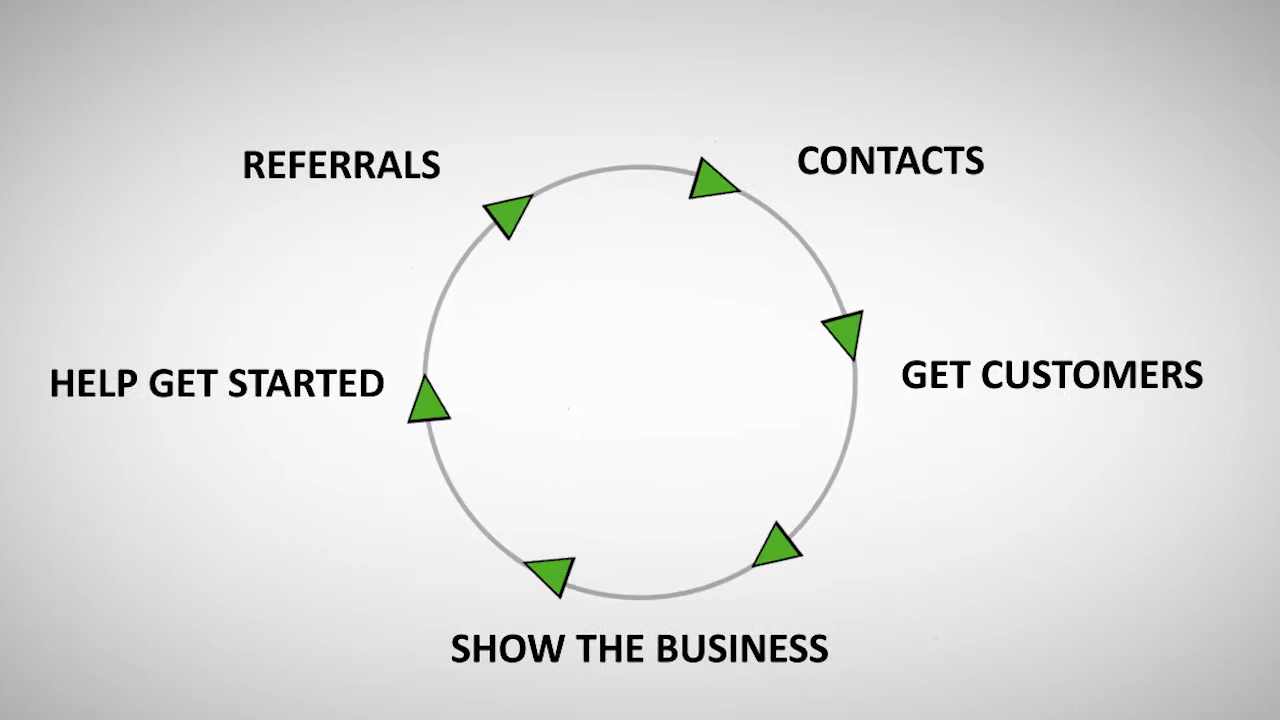 REFERRALS
CONTACTS
HELP GET STARTED
GET CUSTOMERS
SHOW THE BUSINESS